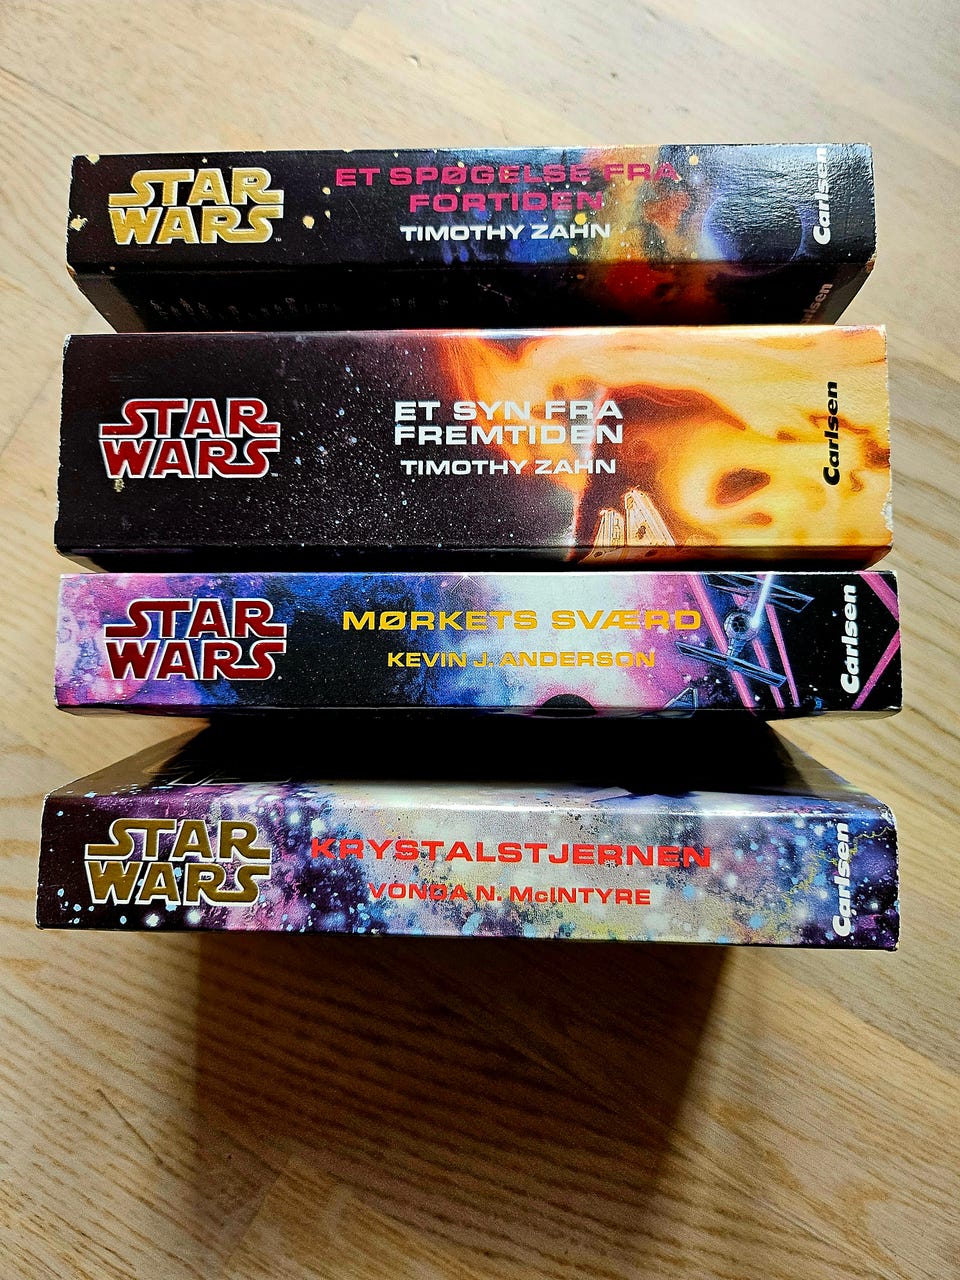 STAR
WARS
ET SPØGELSE FRA
FORTIDEN
TIMOTHY ZAHN
Carlsen
STAR
WARS
ET SYN FRA
FREMTIDEN
TIMOTHY ZAHN
Carlsen
STAR
WARS
MØRKETS SVÆRD
KEVIN J. ANDERSON
Carlsen
STAR
WARS
KRYSTALSTJERNEN
VONDA N. McINTYRE
Carlsen